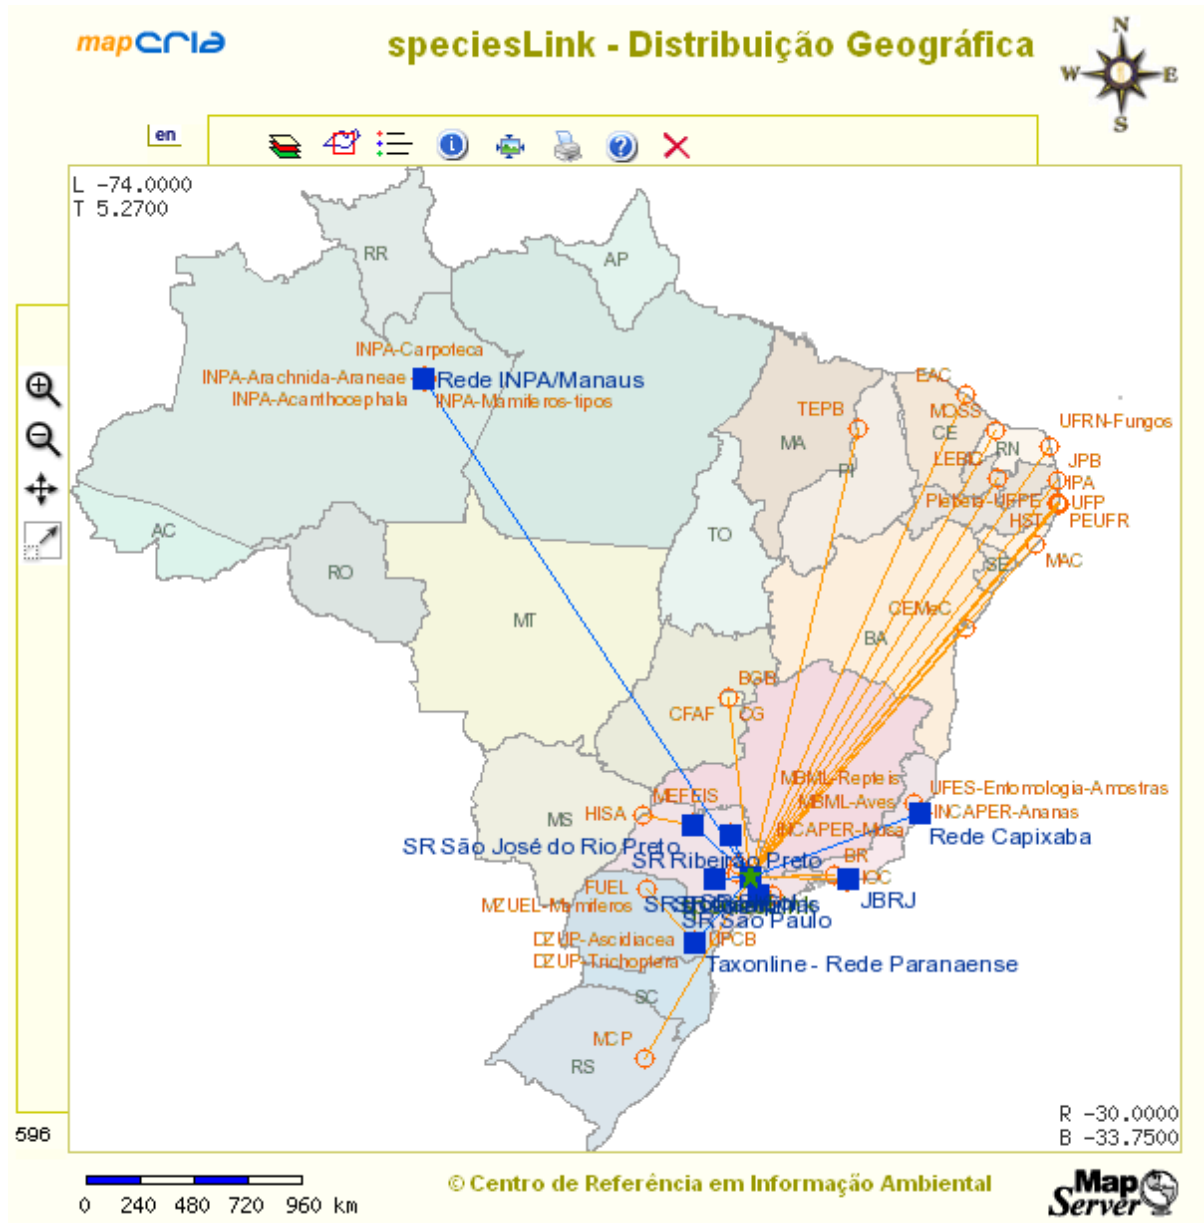 mapcria
speciesLink - Distribuição Geográfica
N
W
E
S
en
L -74.0000
T 5.2700
RR
AP
INPA-Carpoteca
INPA-Arachnida-Araneae
Rede INPA/Manaus
INPA-Acanthocephala
INPA-Mamiferos-tipos
EAC
TEPB
MOSS
UFRN-Fungos
CE
MA
RN
LEBIC
JPB
PI
IPA
Plebeia-UFPE
UFP
HST
PEUFR
AC
TO
MAC
SE
RO
CEMeC
MT
BA
BGIB
CFAF
CG
MBML-Repteis
UFES-Entomologia-Amostras
MEFEIS
MBML-Aves
INCAPER-Ananas
HISA
MS
INCAPER-Musa
Rede Capixaba
SR São José do Rio Preto
SR Ribeirão Preto
BR
IOC
FUEL
JBRJ
MZUEL-Mamiferos
SR São Paulo
DZUP-Ascidiacea
UPCB
DZUP-Trichoptera
Taxonline - Rede Paranaense
SC
MCP
RS
R -30.0000
B -33.7500
596
0 240 480 720 960 km
© Centro de Referência em Informação Ambiental
Map
Server